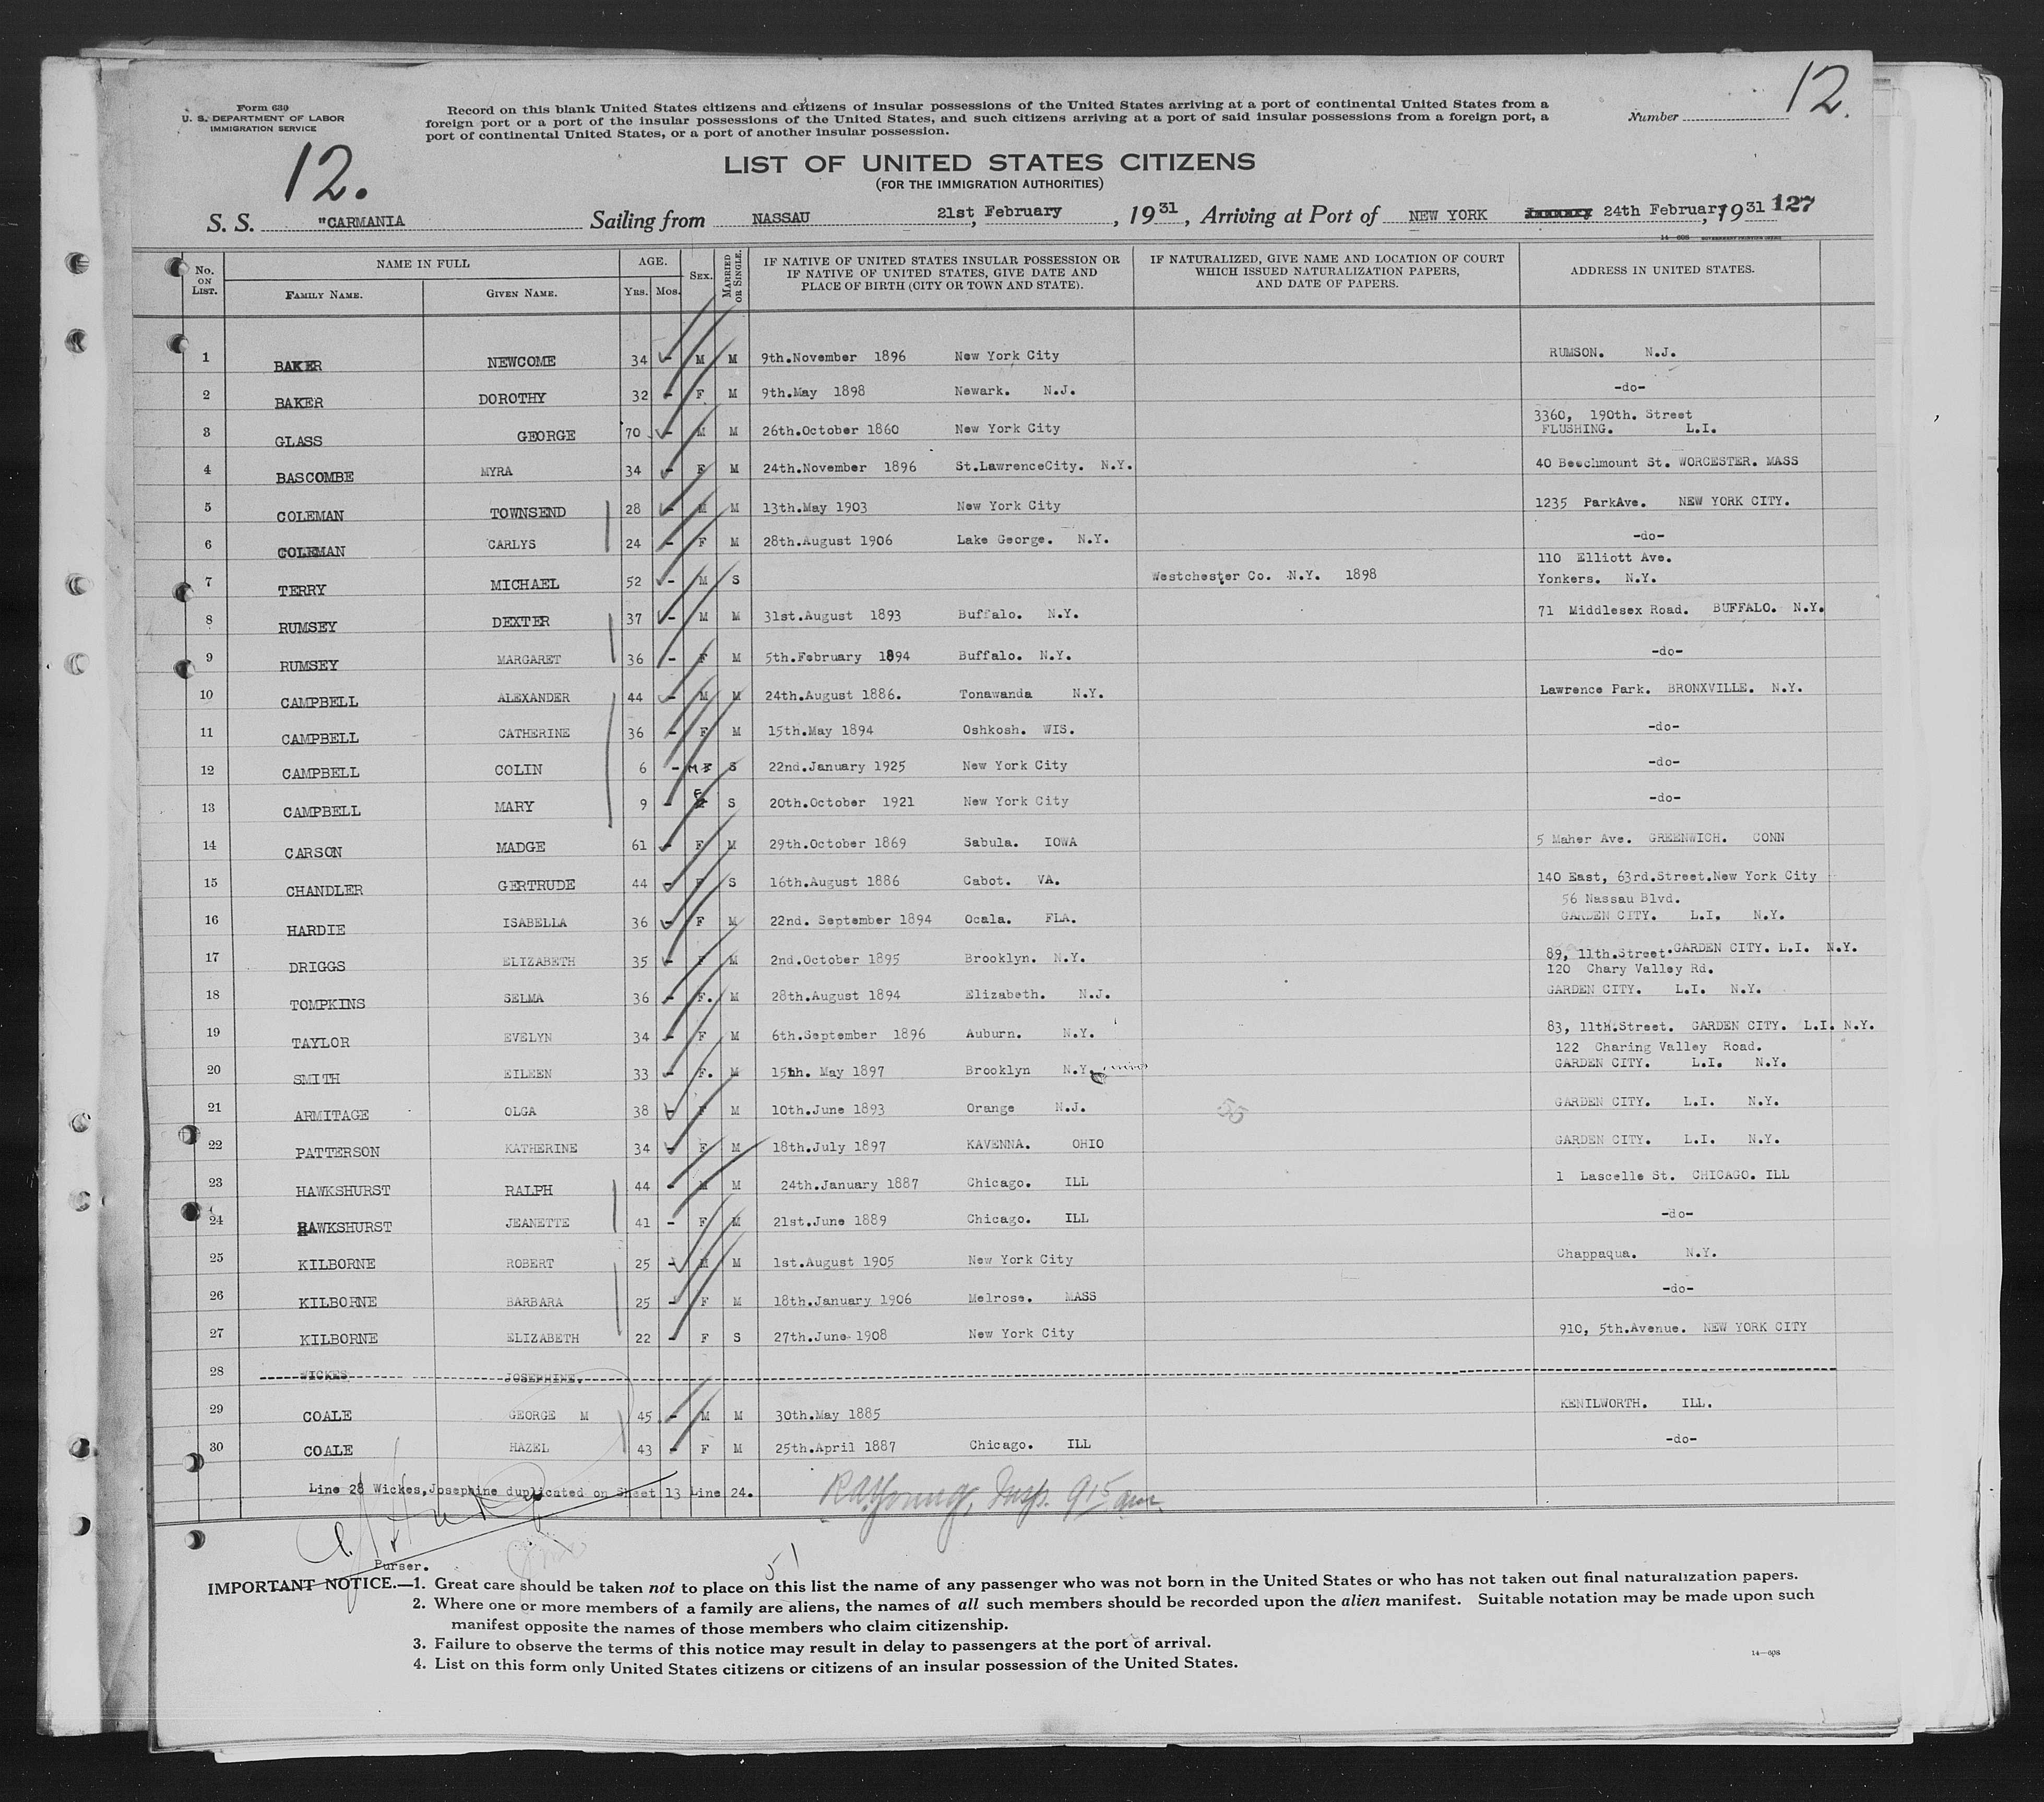 Form 630
U. S. DEPARTMENT OF LABOR
IMMIGRATION SERVICE
Record on this blank United States citizens and citizens of insular possessions of the United States arriving at a port of continental United States from a
foreign port or a port of the insular possessions of the United States, and such citizens arriving at a port of said insular possessions from a foreign port, a
port of continental United States, or a port of another insular possession.
Number 12.
12.
LIST OF UNITED STATES CITIZENS
(FOR THE IMMIGRATION AUTHORITIES)
S. S. "CARMANIA Sailing from NASSAU 21st February, 1931, Arriving at Port of NEW YORK January 24th February, 1931 127
14—608 GOVERNMENT PRINTING OFFICE
No. ON LIST. NAME IN FULL FAMILY NAME. GIVEN NAME. AGE. YRS. MOS. SEX. MARRIED OR SINGLE. IF NATIVE OF UNITED STATES INSULAR POSSESSION OR IF NATIVE OF UNITED STATES, GIVE DATE AND PLACE OF BIRTH (CITY OR TOWN AND STATE). IF NATURALIZED, GIVE NAME AND LOCATION OF COURT WHICH ISSUED NATURALIZATION PAPERS, AND DATE OF PAPERS. ADDRESS IN UNITED STATES.
1 BAKER NEWCOME 34 - M M 9th.November 1896 New York City RUMSON. N.J.
2 BAKER DOROTHY 32 - F M 9th.May 1898 Newark. N.J. -do-
3 GLASS GEORGE 70 - M M 26th.October 1860 New York City 3360, 190th. Street FLUSHING. L.I.
4 BASCOMBE MYRA 34 - F M 24th.November 1896 St.LawrenceCity. N.Y. 40 Beechmount St. WORCESTER. MASS
5 COLEMAN TOWNSEND 28 - M M 13th.May 1903 New York City 1235 ParkAve. NEW YORK CITY.
6 COLEMAN CARLYS 24 - F M 28th.August 1906 Lake George. N.Y. -do-
7 TERRY MICHAEL 52 - M S Westchester Co. N.Y. 1898 110 Elliott Ave. Yonkers. N.Y.
8 RUMSEY DEXTER 37 - M M 31st.August 1893 Buffalo. N.Y. 71 Middlesex Road. BUFFALO. N.Y.
9 RUMSEY MARGARET 36 - F M 5th.February 1894 Buffalo. N.Y. -do-
10 CAMPBELL ALEXANDER 44 - M M 24th.August 1886. Tonawanda N.Y. Lawrence Park. BRONXVILLE. N.Y.
11 CAMPBELL CATHERINE 36 - F M 15th.May 1894 Oshkosh. WIS. -do-
12 CAMPBELL COLIN 6 - M F S 22nd.January 1925 New York City -do-
13 CAMPBELL MARY 9 - F S 20th.October 1921 New York City -do-
14 CARSON MADGE 61 - F M 29th.October 1869 Sabula. IOWA 5 Maher Ave. GREENWICH. CONN
15 CHANDLER GERTRUDE 44 - F S 16th.August 1886 Cabot. VA. 140 East, 63rd.Street.New York City
16 HARDIE ISABELLA 36 - F M 22nd. September 1894 Ocala. FLA. 56 Nassau Blvd. GARDEN CITY. L.I. N.Y.
17 DRIGGS ELIZABETH 35 - F M 2nd.October 1895 Brooklyn. N.Y. 89, 11th.Street.GARDEN CITY. L.I. N.Y.
18 TOMPKINS SELMA 36 - F. M 28th.August 1894 Elizabeth. N.J. 120 Chary Valley Rd. GARDEN CITY. L.I. N.Y.
19 TAYLOR EVELYN 34 - F M 6th.September 1896 Auburn. N.Y. 83, 11th.Street. GARDEN CITY. L.I. N.Y.
20 SMITH EILEEN 33 - F. M 15th. May 1897 Brooklyn N.Y. 122 Charing Valley Road. GARDEN CITY. L.I. N.Y.
21 ARMITAGE OLGA 38 - F M 10th.June 1893 Orange N.J. 55 GARDEN CITY. L.I. N.Y.
22 PATTERSON KATHERINE 34 - F M 18th.July 1897 KAVENNA. OHIO GARDEN CITY. L.I. N.Y.
23 HAWKSHURST RALPH 44 - M M 24th.January 1887 Chicago. ILL 1 Lascelle St. CHICAGO. ILL
24 HAWKSHURST JEANETTE 41 - F M 21st.June 1889 Chicago. ILL -do-
25 KILBORNE ROBERT 25 - M M 1st.August 1905 New York City Chappaqua. N.Y.
26 KILBORNE BARBARA 25 - F M 18th.January 1906 Melrose. MASS -do-
27 KILBORNE ELIZABETH 22 - F S 27th.June 1908 New York City 910, 5th.Avenue. NEW YORK CITY
28 WICKES JOSEPHINE.
29 COALE GEORGE M 45 - M M 30th.May 1885 KENILWORTH. ILL.
30 COALE HAZEL 43 - F M 25th.April 1887 Chicago. ILL -do-
Line 28 Wickes,Josephine duplicated on Sheet 13 Line 24.
R.A. Young, Insp. 9 15 am.
Purser.
51
IMPORTANT NOTICE.—1. Great care should be taken not to place on this list the name of any passenger who was not born in the United States or who has not taken out final naturalization papers.
2. Where one or more members of a family are aliens, the names of all such members should be recorded upon the alien manifest. Suitable notation may be made upon such
manifest opposite the names of those members who claim citizenship.
3. Failure to observe the terms of this notice may result in delay to passengers at the port of arrival.
4. List on this form only United States citizens or citizens of an insular possession of the United States.
14—608